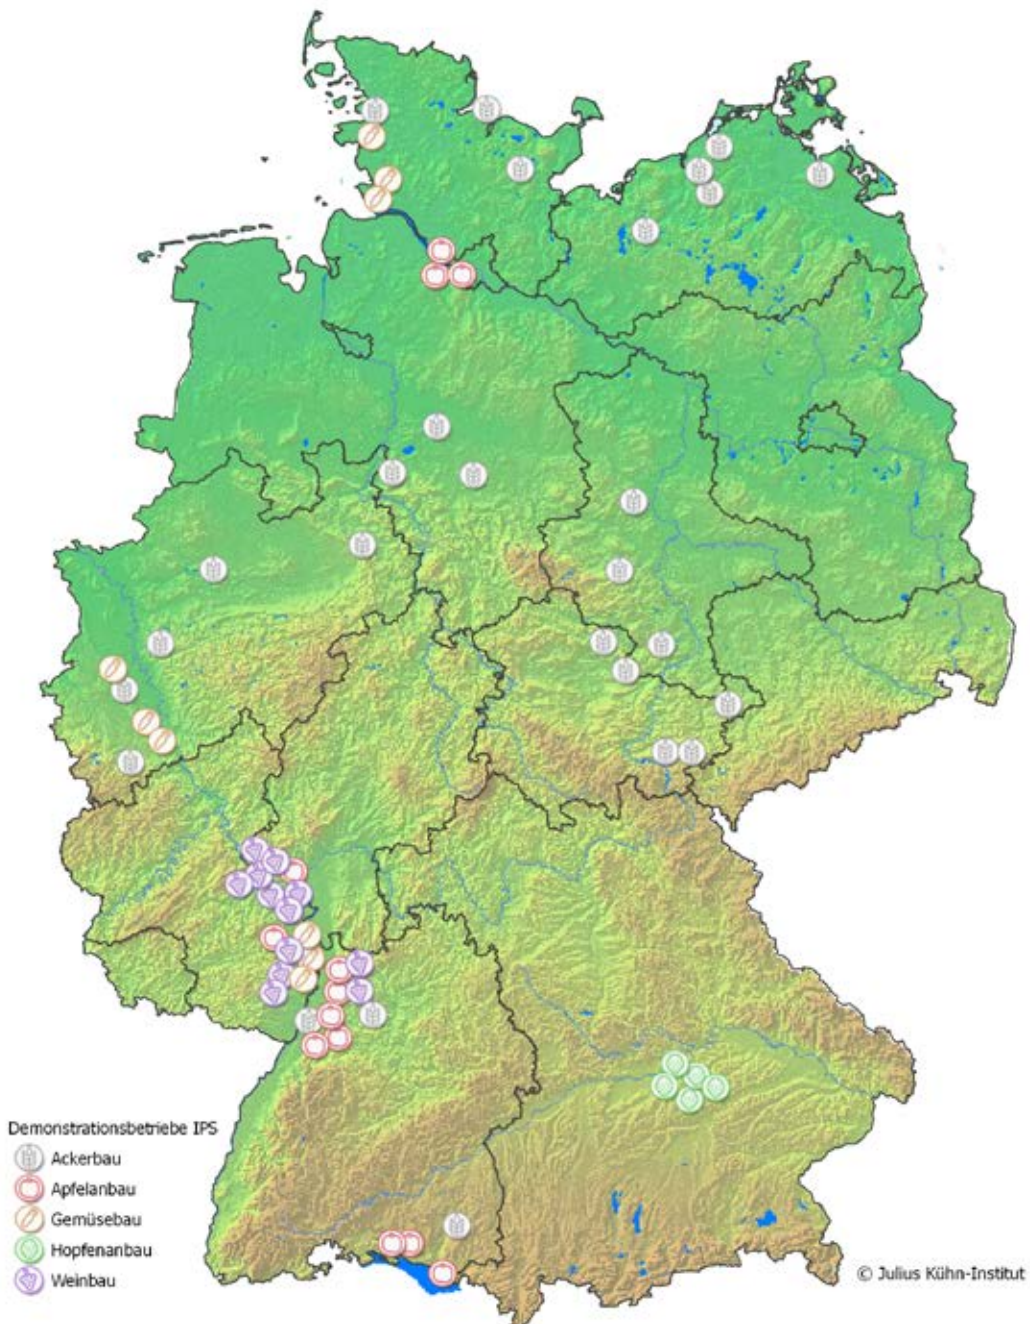 Demonstrationsbetriebe IPS
Ackerbau
Apfelanbau
Gemüsebau
Hopfenanbau
Weinbau
© Julius Kühn-Institut